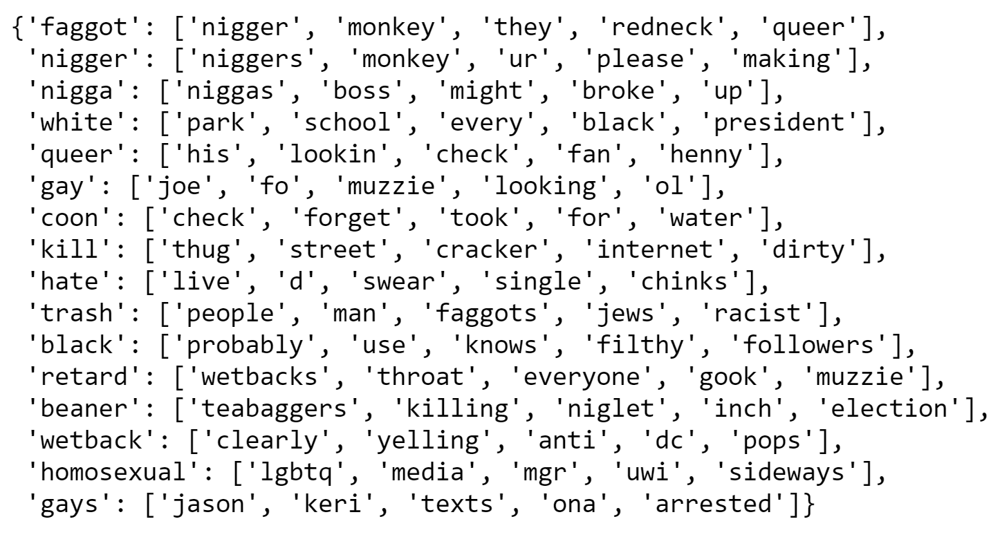 {'faggot': ['nigger', 'monkey', 'they', 'redneck', 'queer'],
'nigger': ['niggers', 'monkey', 'ur', 'please', 'making'],
'nigga': ['niggas', 'boss', 'might', 'broke', 'up'],
'white': ['park', 'school', 'every', 'black', 'president'],
'queer': ['his', 'lookin', 'check', 'fan', 'henny'],
'gay': ['joe', 'fo', 'muzzie', 'looking', 'ol'],
'coon': ['check', 'forget', 'took', 'for', 'water'],
'kill': ['thug', 'street', 'cracker', 'internet', 'dirty'],
'hate': ['live', 'd', 'swear', 'single', 'chinks'],
'trash': ['people', 'man', 'faggots', 'jews', 'racist'],
'black': ['probably', 'use', 'knows', 'filthy', 'followers'],
'retard': ['wetbacks', 'throat', 'everyone', 'gook', 'muzzie'],
'beaner': ['teabaggers', 'killing', 'niglet', 'inch', 'election'],
'wetback': ['clearly', 'yelling', 'anti', 'dc', 'pops'],
'homosexual': ['lgbtq', 'media', 'mgr', 'uwi', 'sideways'],
'gays': ['jason', 'keri', 'texts', 'ona', 'arrested']}